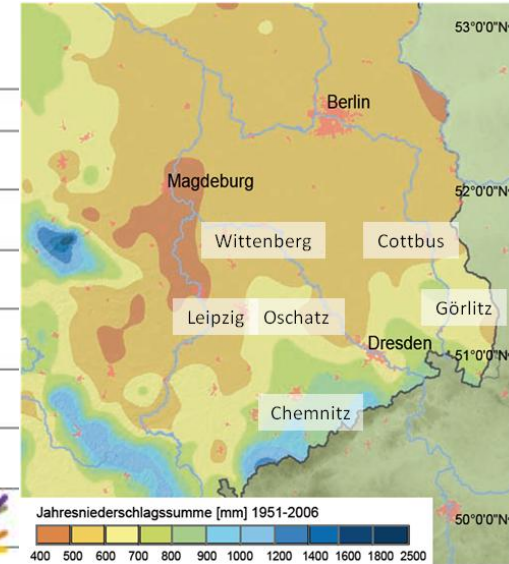 53°0'0"N
Berlin
Magdeburg
52°0'0"N
Wittenberg
Cottbus
Görlitz
Leipzig
Oschatz
Dresden
51°0'0"N
Chemnitz
Jahresniederschlagssumme [mm] 1951-2006
50°0'0"N
400 500 600 700 800 900 1000 1200 1400 1600 1800 2500